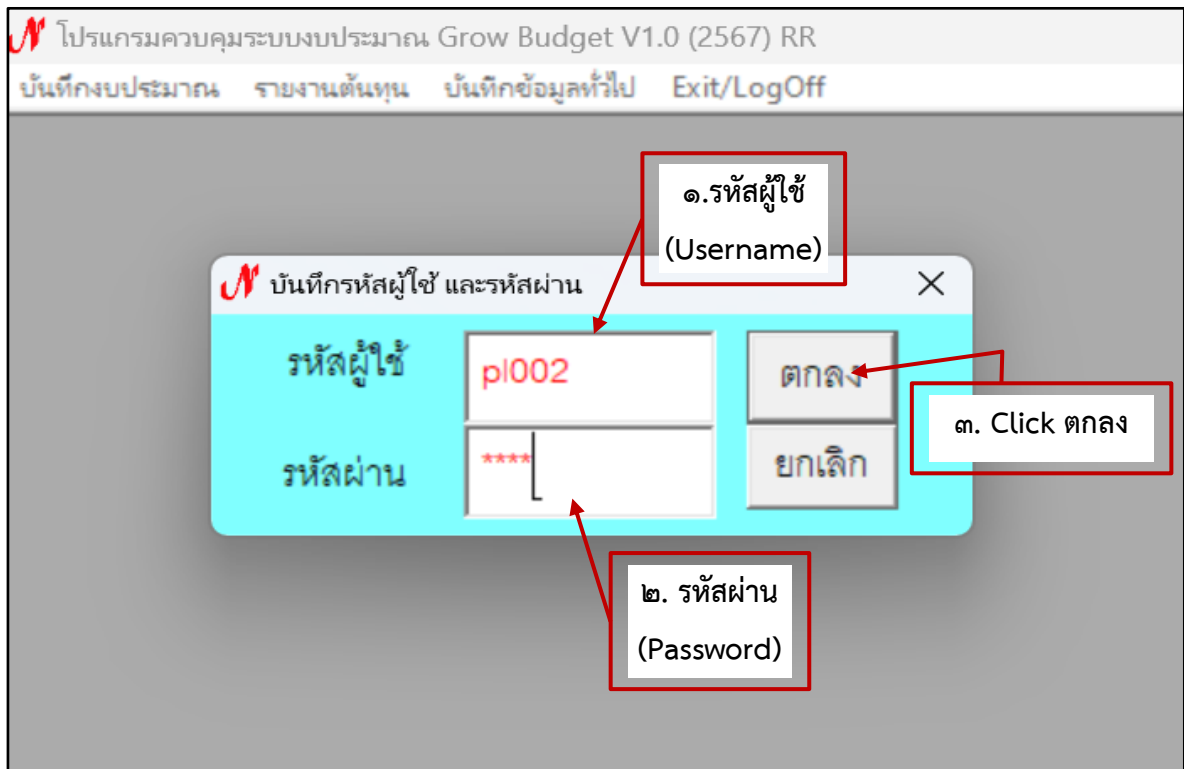 โปรแกรมควบคุมระบบงบประมาณ Grow Budget V1.0 (2567) RR
บันทึกงบประมาณ รายงานต้นทุน บันทึกข้อมูลทั่วไป Exit/LogOff
๑.รหัสผู้ใช้
(Username)
บันทึกรหัสผู้ใช้ และรหัสผ่าน
รหัสผู้ใช้ pl002 ตกลง
๓. Click ตกลง
รหัสผ่าน **** ยกเลิก
๒. รหัสผ่าน
(Password)